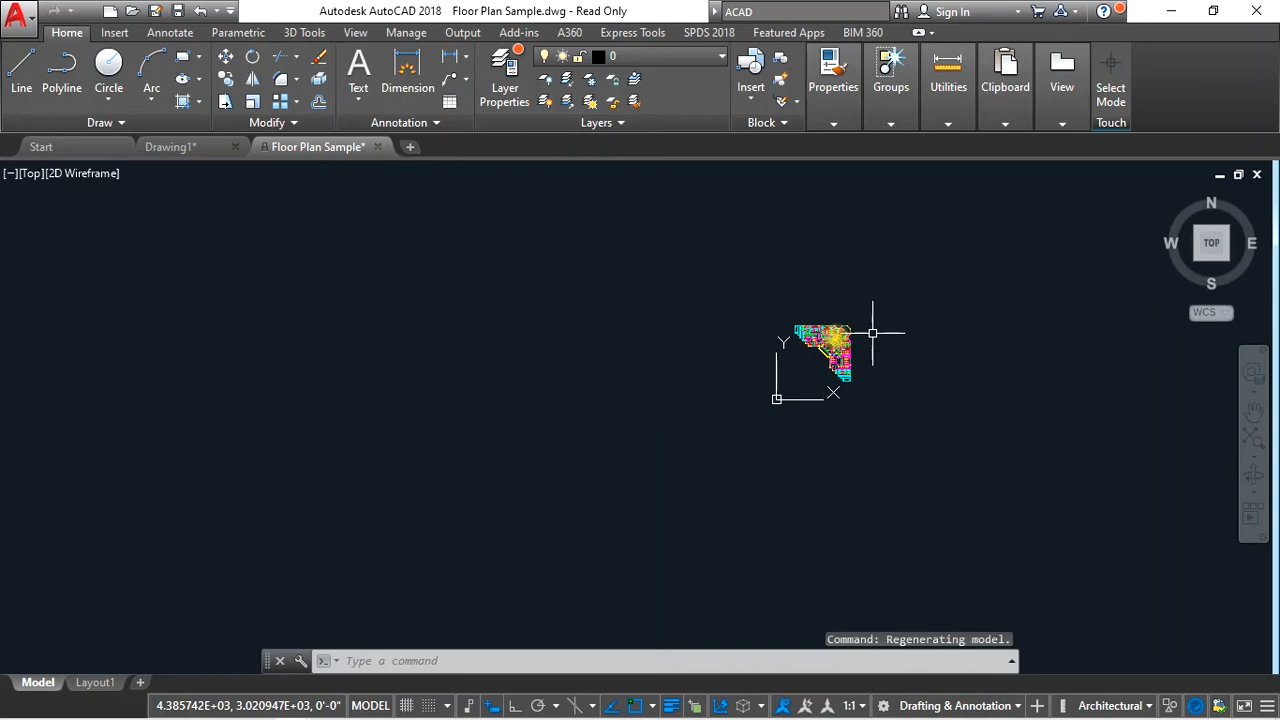 Autodesk AutoCAD 2018 Floor Plan Sample.dwg - Read Only
ACAD
Sign In
Home Insert Annotate Parametric 3D Tools View Manage Output Add-ins A360 Express Tools SPDS 2018 Featured Apps BIM 360
Line Polyline Circle Arc
Draw
Modify
Text Dimension
Annotation
Layer Properties
0
Layers
Insert
Block
Properties
Groups
Utilities
Clipboard
View
Select Mode
Touch
Start Drawing1* Floor Plan Sample*
[−][Top][2D Wireframe]
N
W TOP E
S
WCS
Y
X
Command: Regenerating model.
Type a command
Model Layout1
4.385742E+03, 3.020947E+03, 0'-0" MODEL 1:1 Drafting & Annotation Architectural